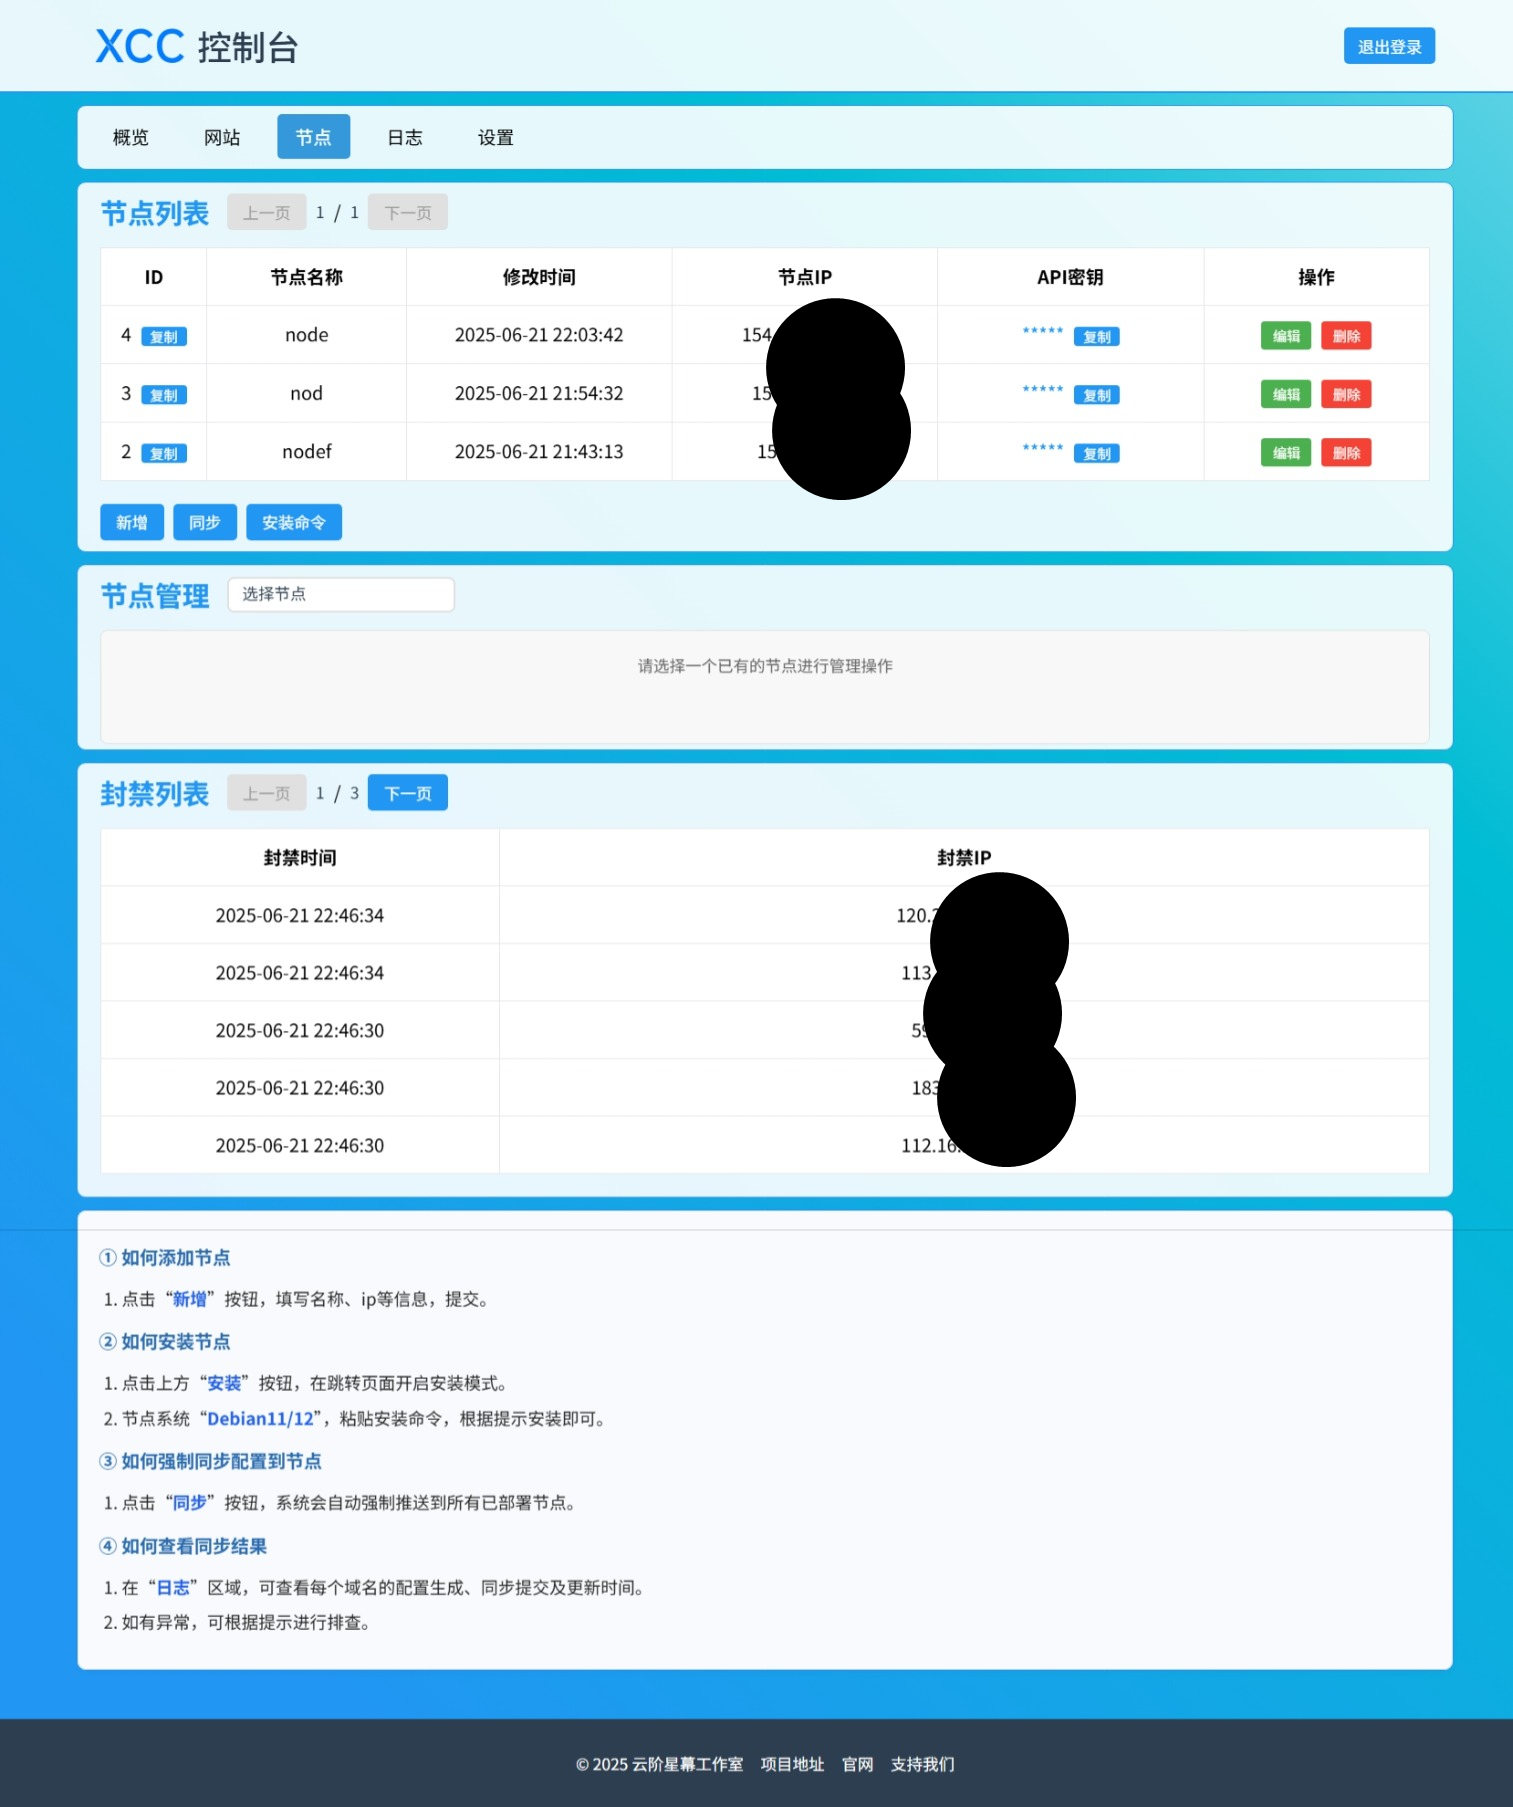 XCC 控制台
退出登录
概览 网站 节点 日志 设置
节点列表 上一页 1 / 1 下一页
ID 节点名称 修改时间 节点IP API密钥 操作
4 复制 node 2025-06-21 22:03:42 154 ***** 复制 编辑 删除
3 复制 nod 2025-06-21 21:54:32 15 ***** 复制 编辑 删除
2 复制 nodef 2025-06-21 21:43:13 15 ***** 复制 编辑 删除
新增 同步 安装命令
节点管理 选择节点
请选择一个已有的节点进行管理操作
封禁列表 上一页 1 / 3 下一页
封禁时间 封禁IP
2025-06-21 22:46:34 120.
2025-06-21 22:46:34 113.
2025-06-21 22:46:30 5
2025-06-21 22:46:30 183
2025-06-21 22:46:30 112.16.
① 如何添加节点
1. 点击“新增”按钮，填写名称、ip等信息，提交。
② 如何安装节点
1. 点击上方“安装”按钮，在跳转页面开启安装模式。
2. 节点系统“Debian11/12”，粘贴安装命令，根据提示安装即可。
③ 如何强制同步配置到节点
1. 点击“同步”按钮，系统会自动强制推送到所有已部署节点。
④ 如何查看同步结果
1. 在“日志”区域，可查看每个域名的配置生成、同步提交及更新时间。
2. 如有异常，可根据提示进行排查。
© 2025 云阶星幕工作室 项目地址 官网 支持我们